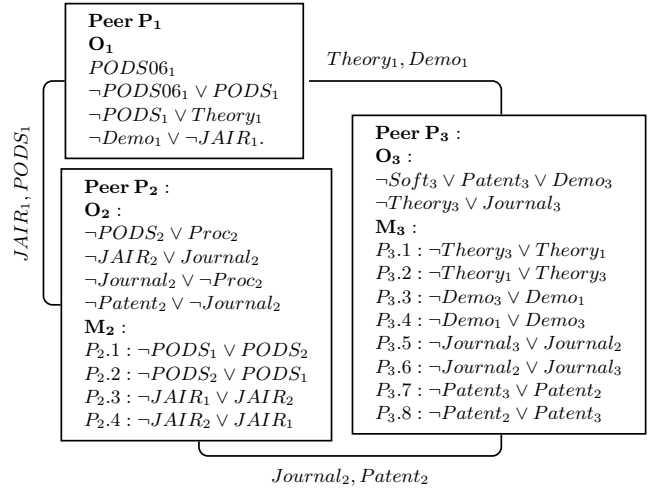 Peer P₁
O₁
PODS06₁
¬PODS06₁ ∨ PODS₁
¬PODS₁ ∨ Theory₁
¬Demo₁ ∨ ¬JAIR₁.
Theory₁, Demo₁
JAIR₁, PODS₁
Peer P₂ :
O₂ :
¬PODS₂ ∨ Proc₂
¬JAIR₂ ∨ Journal₂
¬Journal₂ ∨ ¬Proc₂
¬Patent₂ ∨ ¬Journal₂
M₂ :
P₂.1 : ¬PODS₁ ∨ PODS₂
P₂.2 : ¬PODS₂ ∨ PODS₁
P₂.3 : ¬JAIR₁ ∨ JAIR₂
P₂.4 : ¬JAIR₂ ∨ JAIR₁
Peer P₃ :
O₃ :
¬Soft₃ ∨ Patent₃ ∨ Demo₃
¬Theory₃ ∨ Journal₃
M₃ :
P₃.1 : ¬Theory₃ ∨ Theory₁
P₃.2 : ¬Theory₁ ∨ Theory₃
P₃.3 : ¬Demo₃ ∨ Demo₁
P₃.4 : ¬Demo₁ ∨ Demo₃
P₃.5 : ¬Journal₃ ∨ Journal₂
P₃.6 : ¬Journal₂ ∨ Journal₃
P₃.7 : ¬Patent₃ ∨ Patent₂
P₃.8 : ¬Patent₂ ∨ Patent₃
Journal₂, Patent₂